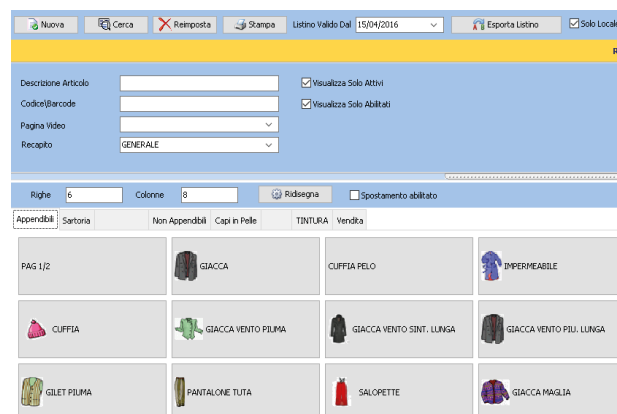 Nuova Cerca Reimposta Stampa Listino Valido Dal 15/04/2016 Esporta Listino Solo Locale
R
Descrizione Articolo Visualizza Solo Attivi
Codice\Barcode Visualizza Solo Abilitati
Pagina Video
Recapito GENERALE
Righe 6 Colonne 8 Ridisegna Spostamento abilitato
Appendibili Sartoria Non Appendibili Capi in Pelle TINTURA Vendita
PAG 1/2 GIACCA CUFFIA PELO IMPERMEABILE
CUFFIA GIACCA VENTO PIUMA GIACCA VENTO SINT. LUNGA GIACCA VENTO PIU. LUNGA
GILET PIUMA PANTALONE TUTA SALOPETTE GIACCA MAGLIA